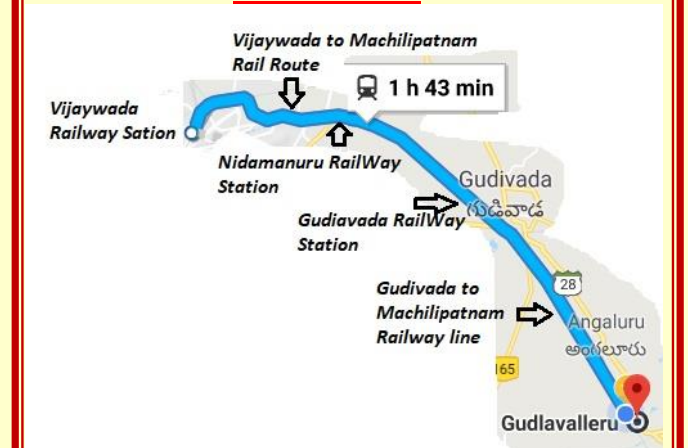 Vijaywada to Machilipatnam
Rail Route
1 h 43 min
Vijaywada
Railway Sation
Nidamanuru RailWay
Station
Gudivada
గుడివాడ
Gudiavada RailWay
Station
28
Gudivada to
Machilipatnam
Railway line
Angaluru
అంగలూరు
165
Gudlavalleru